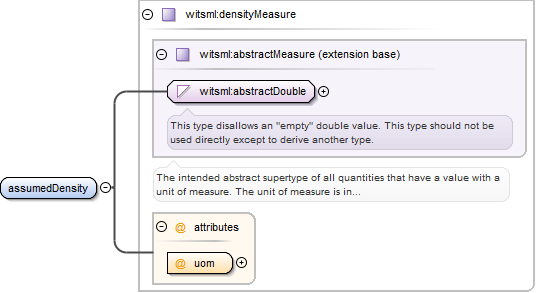 witsml:densityMeasure
witsml:abstractMeasure (extension base)
witsml:abstractDouble
This type disallows an "empty" double value. This type should not be
used directly except to derive another type.
The intended abstract supertype of all quantities that have a value with a
unit of measure. The unit of measure is in...
assumedDensity
@ attributes
@ uom